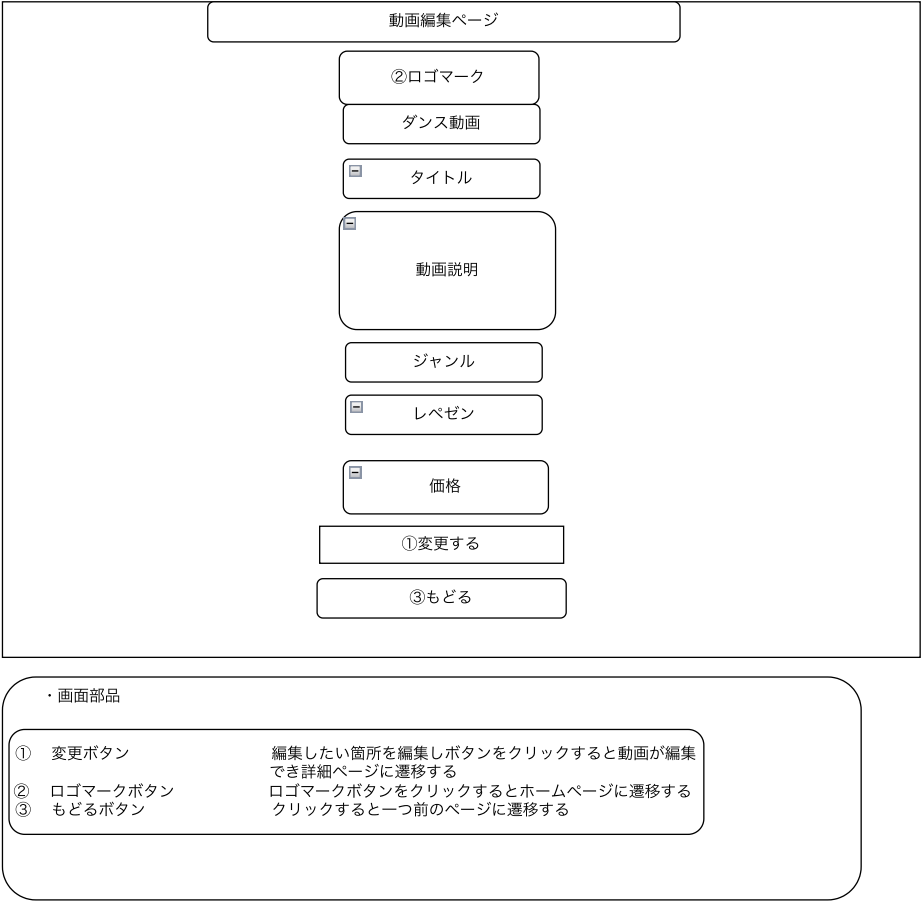 動画編集ページ
②ロゴマーク
ダンス動画
タイトル
動画説明
ジャンル
レペゼン
価格
①変更する
③もどる
・画面部品
① 変更ボタン 編集したい箇所を編集しボタンをクリックすると動画が編集
でき詳細ページに遷移する
② ロゴマークボタン ロゴマークボタンをクリックするとホームページに遷移する
③ もどるボタン クリックすると一つ前のページに遷移する